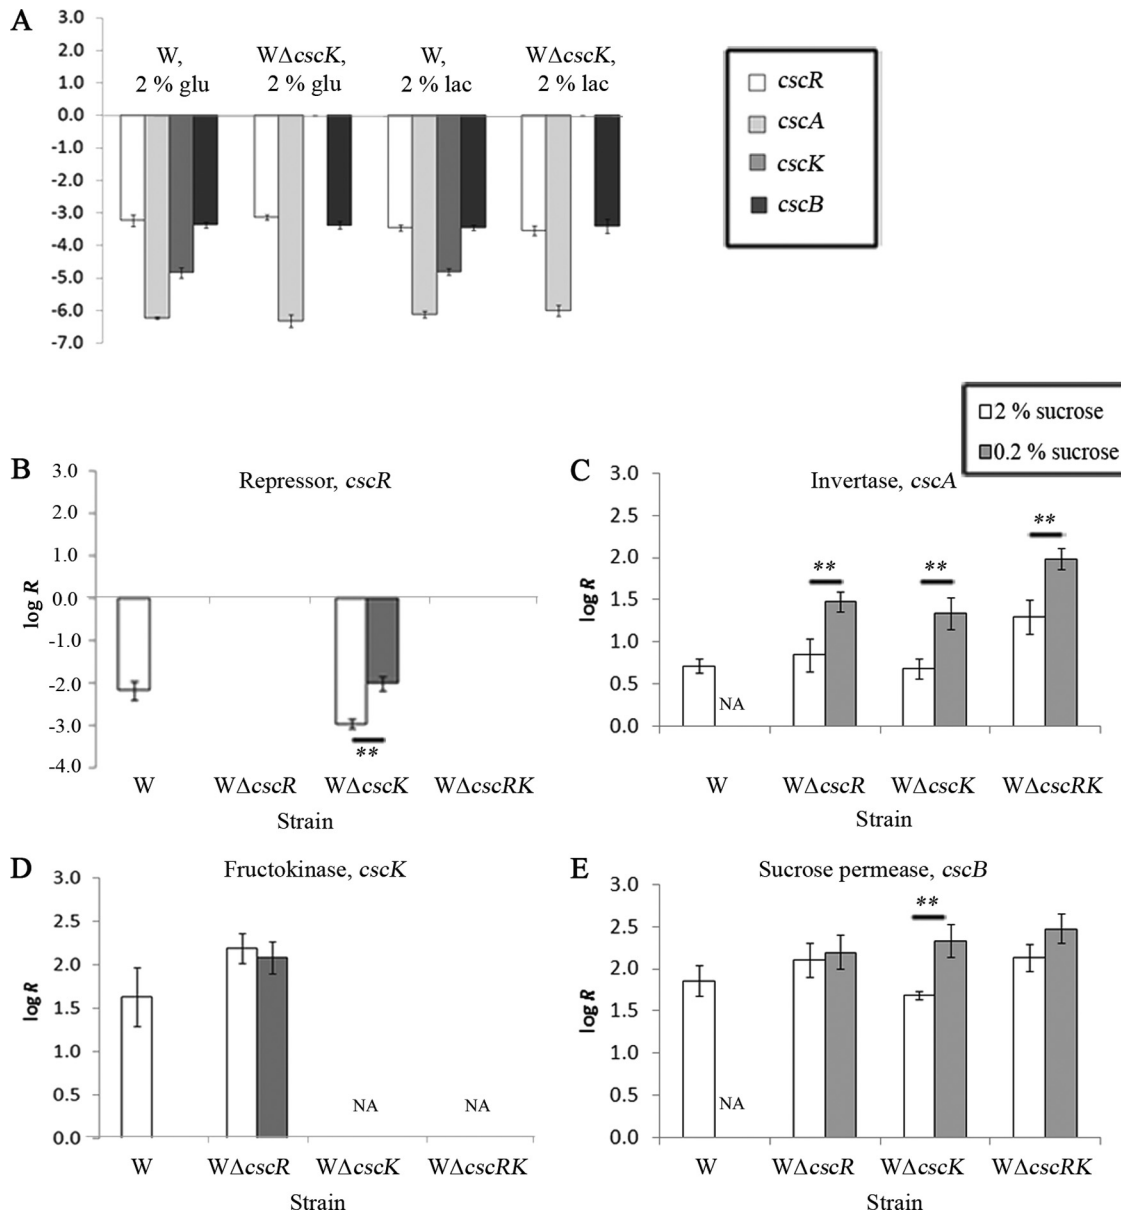 A
3.0
2.0
1.0
0.0
-1.0
-2.0
-3.0
-4.0
-5.0
-6.0
-7.0
W,
2 % glu
WΔcscK,
2 % glu
W,
2 % lac
WΔcscK,
2 % lac
cscR
cscA
cscK
cscB
2 % sucrose
0.2 % sucrose
B
Repressor, cscR
log R
3.0
2.0
1.0
0.0
-1.0
-2.0
-3.0
-4.0
**
W
WΔcscR
WΔcscK
WΔcscRK
Strain
C
Invertase, cscA
log R
3.0
2.5
2.0
1.5
1.0
0.5
0.0
NA
**
**
**
W
WΔcscR
WΔcscK
WΔcscRK
Strain
D
Fructokinase, cscK
log R
3.0
2.5
2.0
1.5
1.0
0.5
0.0
NA
NA
W
WΔcscR
WΔcscK
WΔcscRK
Strain
E
Sucrose permease, cscB
log R
3.0
2.5
2.0
1.5
1.0
0.5
0.0
NA
**
W
WΔcscR
WΔcscK
WΔcscRK
Strain